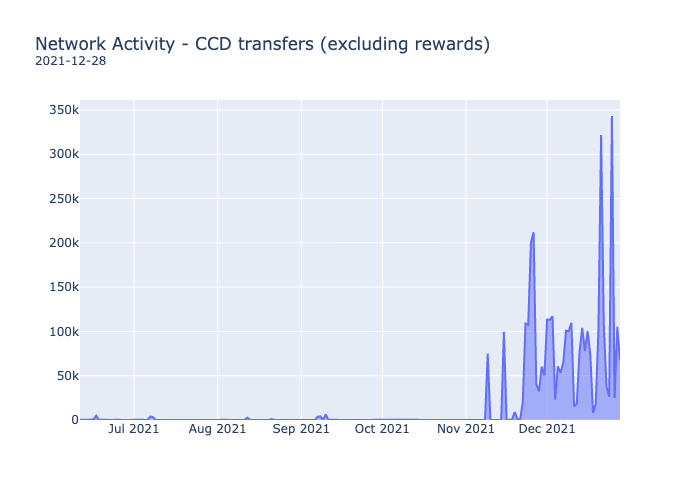 Network Activity - CCD transfers (excluding rewards)
2021-12-28
350k
300k
250k
200k
150k
100k
50k
0
Jul 2021 Aug 2021 Sep 2021 Oct 2021 Nov 2021 Dec 2021